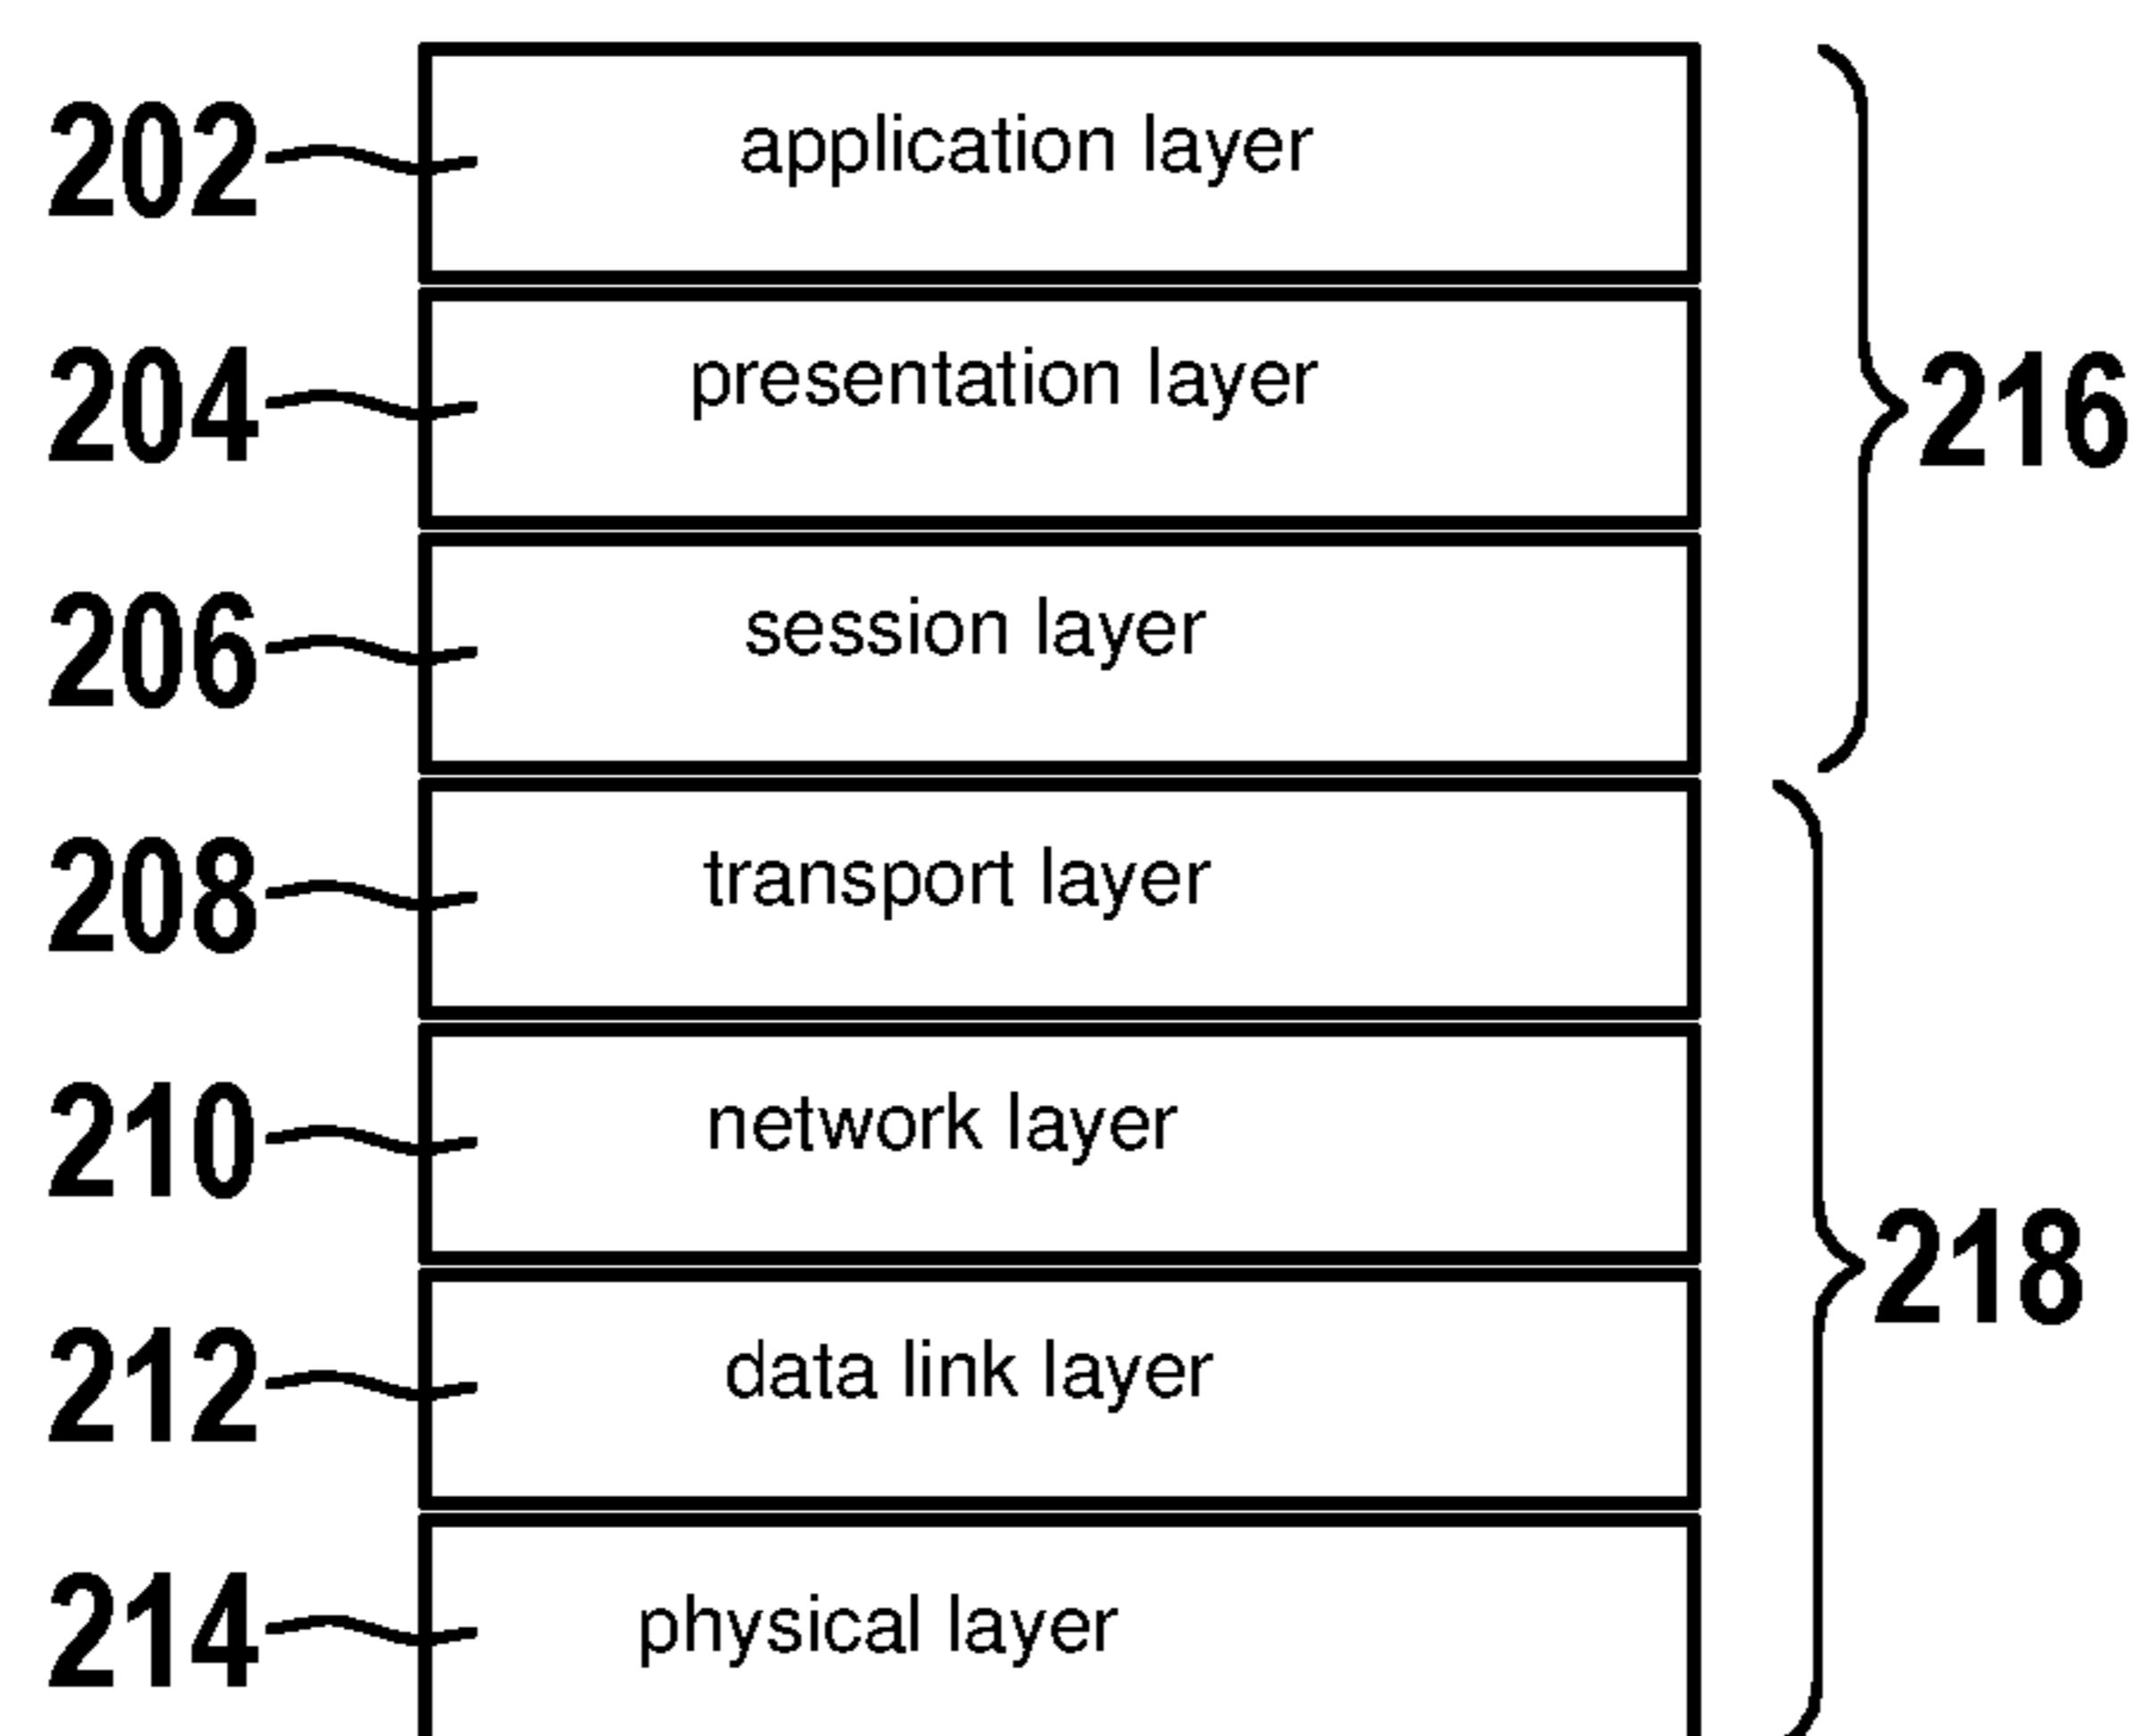 202 application layer
204 presentation layer
216
206 session layer
208 transport layer
210 network layer
218
212 data link layer
214 physical layer